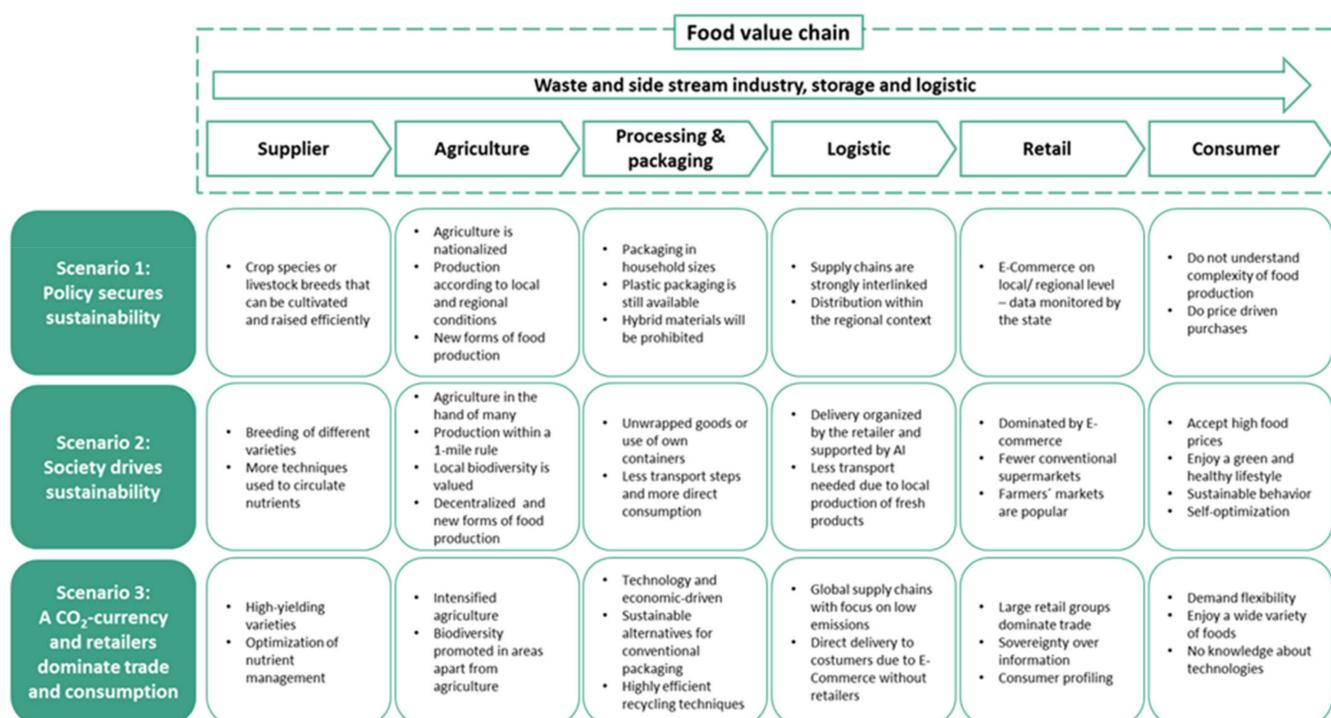 Food value chain
Waste and side stream industry, storage and logistic
Supplier
Agriculture
Processing &
packaging
Logistic
Retail
Consumer
Scenario 1:
Policy secures
sustainability
• Crop species or
livestock breeds that
can be cultivated
and raised efficiently
• Agriculture is
nationalized
• Production
according to local
and regional
conditions
• New forms of food
production
• Packaging in
household sizes
• Plastic packaging is
still available
• Hybrid materials will
be prohibited
• Supply chains are
strongly interlinked
• Distribution within
the regional context
• E-Commerce on
local/ regional level
– data monitored by
the state
• Do not understand
complexity of food
production
• Do price driven
purchases
Scenario 2:
Society drives
sustainability
• Breeding of different
varieties
• More techniques
used to circulate
nutrients
• Agriculture in the
hand of many
• Production within a
1-mile rule
• Local biodiversity is
valued
• Decentralized and
new forms of food
production
• Unwrapped goods or
use of own
containers
• Less transport steps
and more direct
consumption
• Delivery organized
by the retailer and
supported by AI
• Less transport
needed due to local
production of fresh
products
• Dominated by E-
commerce
• Fewer conventional
supermarkets
• Farmers´ markets
are popular
• Accept high food
prices
• Enjoy a green and
healthy lifestyle
• Sustainable behavior
• Self-optimization
Scenario 3:
A CO₂-currency
and retailers
dominate trade
and consumption
• High-yielding
varieties
• Optimization of
nutrient
management
• Intensified
agriculture
• Biodiversity
promoted in areas
apart from
agriculture
• Technology and
economic-driven
• Sustainable
alternatives for
conventional
packaging
• Highly efficient
recycling techniques
• Global supply chains
with focus on low
emissions
• Direct delivery to
costumers due to E-
Commerce without
retailers
• Large retail groups
dominate trade
• Sovereignty over
information
• Consumer profiling
• Demand flexibility
• Enjoy a wide variety
of foods
• No knowledge about
technologies